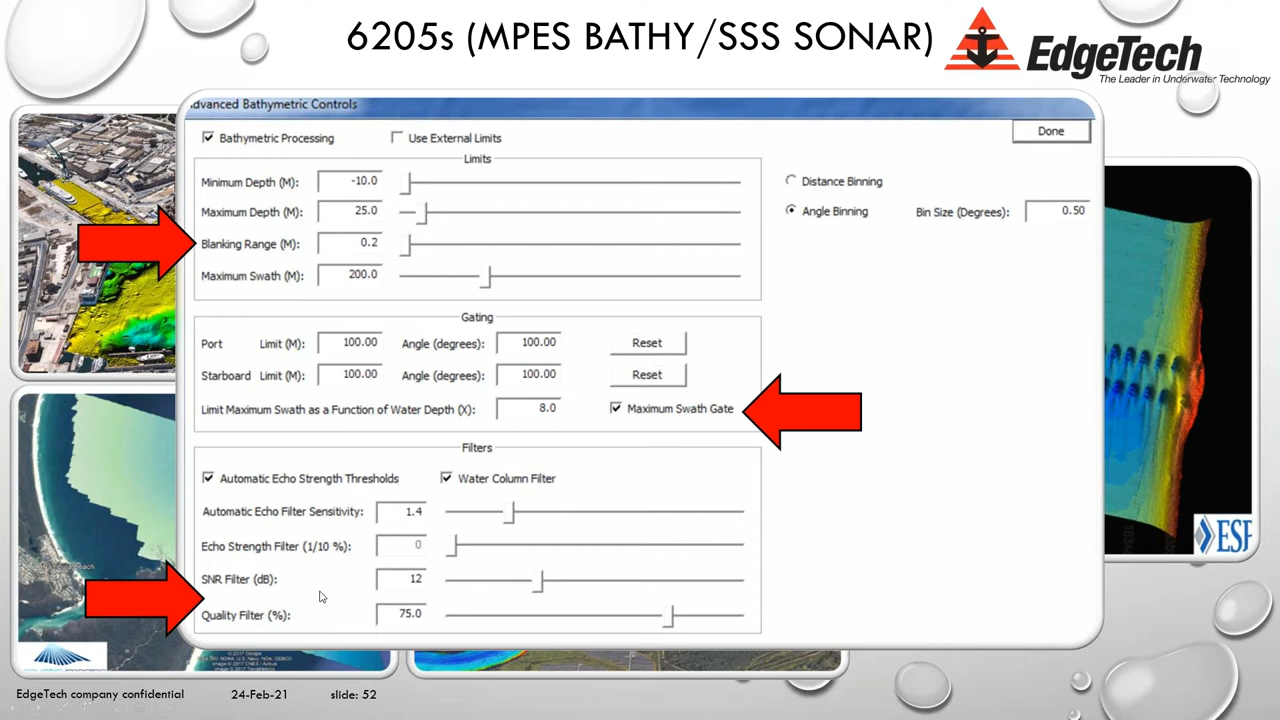 6205s (MPES BATHY/SSS SONAR)
EdgeTech
The Leader in Underwater Technology
dvanced Bathymetric Controls
Bathymetric Processing Use External Limits Done
Limits
Minimum Depth (M): -10.0 Distance Binning
Maximum Depth (M): 25.0 Angle Binning Bin Size (Degrees): 0.50
Blanking Range (M): 0.2
Maximum Swath (M): 200.0
Gating
Port Limit (M): 100.00 Angle (degrees): 100.00 Reset
Starboard Limit (M): 100.00 Angle (degrees): 100.00 Reset
Limit Maximum Swath as a Function of Water Depth (X): 8.0 Maximum Swath Gate
Filters
Automatic Echo Strength Thresholds Water Column Filter
Automatic Echo Filter Sensitivity: 1.4
Echo Strength Filter (1/10 %): 0
SNR Filter (dB): 12
Quality Filter (%): 75.0
ESF
EdgeTech company confidential 24-Feb-21 slide: 52